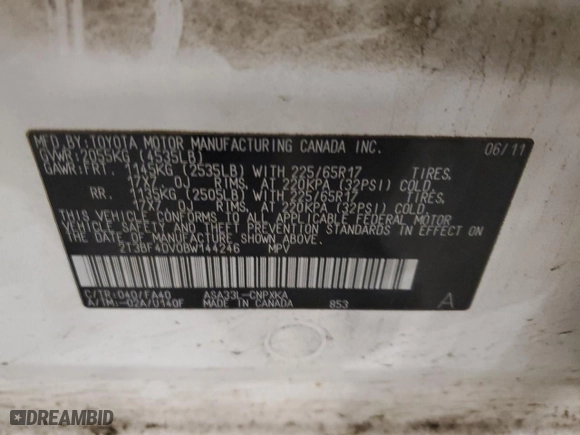 MFD. BY: TOYOTA MOTOR MANUFACTURING CANADA INC. 06/11
GVWR: 2055KG (4535LB)
GAWR: FRT. 1145KG (2535LB) WITH 225/65R17 TIRES.
17X7 OJ RIMS, AT 220KPA (32PSI) COLD.
RR. 1135KG (2505LB) WITH 225/65R17 TIRES,
17X7 OJ RIMS, AT 220KPA (32PSI) COLD.
THIS VEHICLE CONFORMS TO ALL APPLICABLE FEDERAL MOTOR
VEHICLE SAFETY AND THEFT PREVENTION STANDARDS IN EFFECT ON
THE DATE OF MANUFACTURE SHOWN ABOVE.
2T3BF4DV0BW144246 MPV
C/TR: 040/FA40 ASA33L-CNPXKA A
A/TM: -02A/U140F MADE IN CANADA 853
DREAMBID